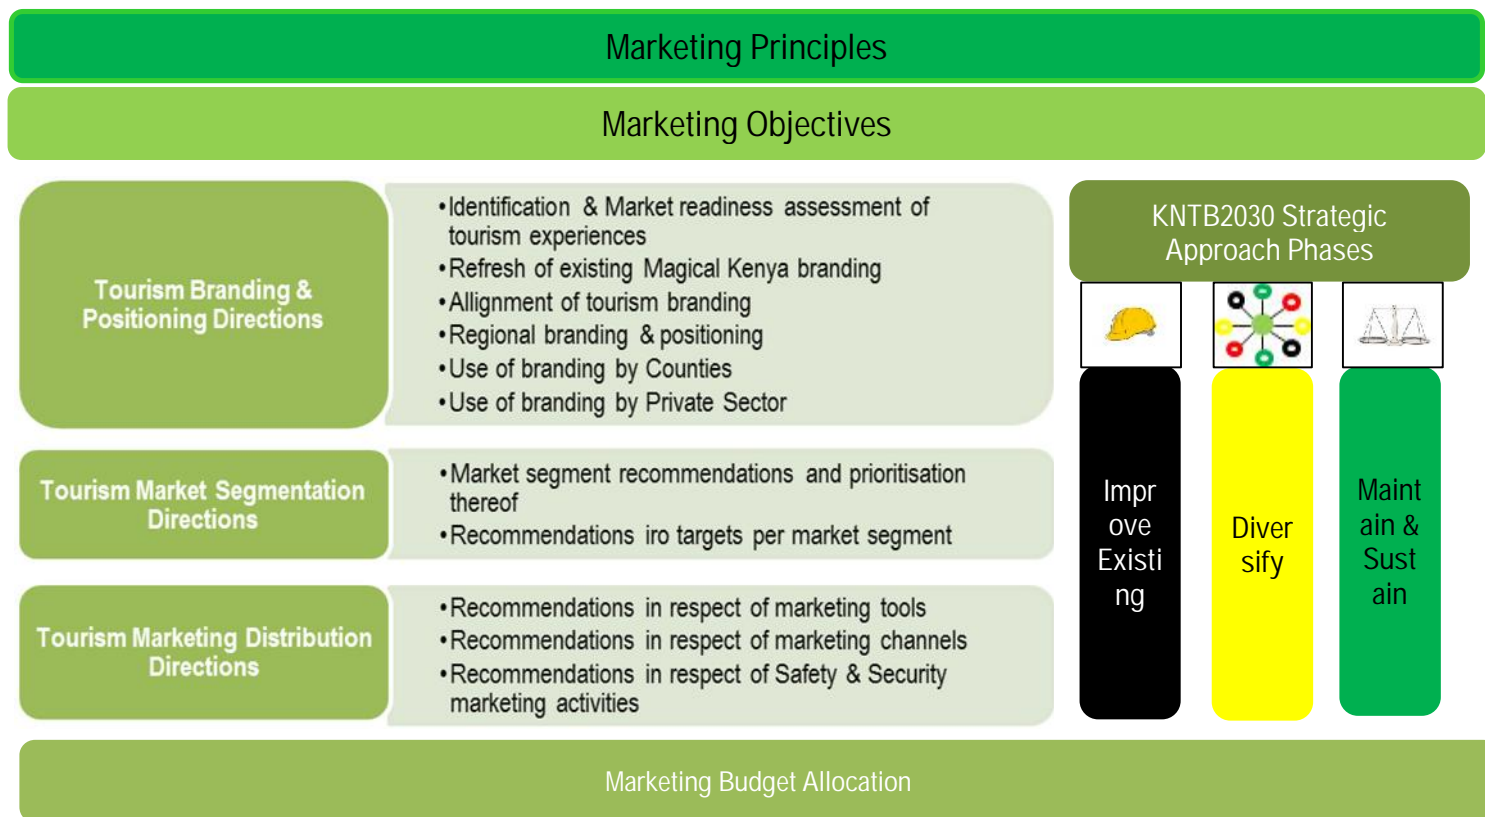 Marketing Principles
Marketing Objectives
Tourism Branding &
Positioning Directions
•Identification & Market readiness assessment of
tourism experiences
•Refresh of existing Magical Kenya branding
•Allignment of tourism branding
•Regional branding & positioning
•Use of branding by Counties
•Use of branding by Private Sector
Tourism Market Segmentation
Directions
•Market segment recommendations and prioritisation
thereof
•Recommendations iro targets per market segment
Tourism Marketing Distribution
Directions
•Recommendations in respect of marketing tools
•Recommendations in respect of marketing channels
•Recommendations in respect of Safety & Security
marketing activities
KNTB2030 Strategic
Approach Phases
Impr
ove
Existi
ng
Diver
sify
Maint
ain &
Sust
ain
Marketing Budget Allocation